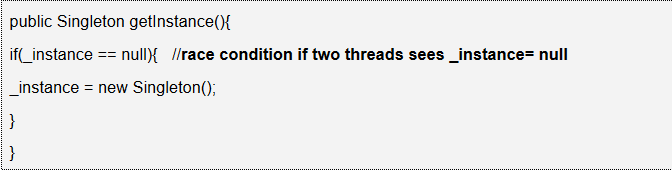 public Singleton getInstance(){
if(_instance == null){   //race condition if two threads sees _instance= null
_instance = new Singleton();
}
}